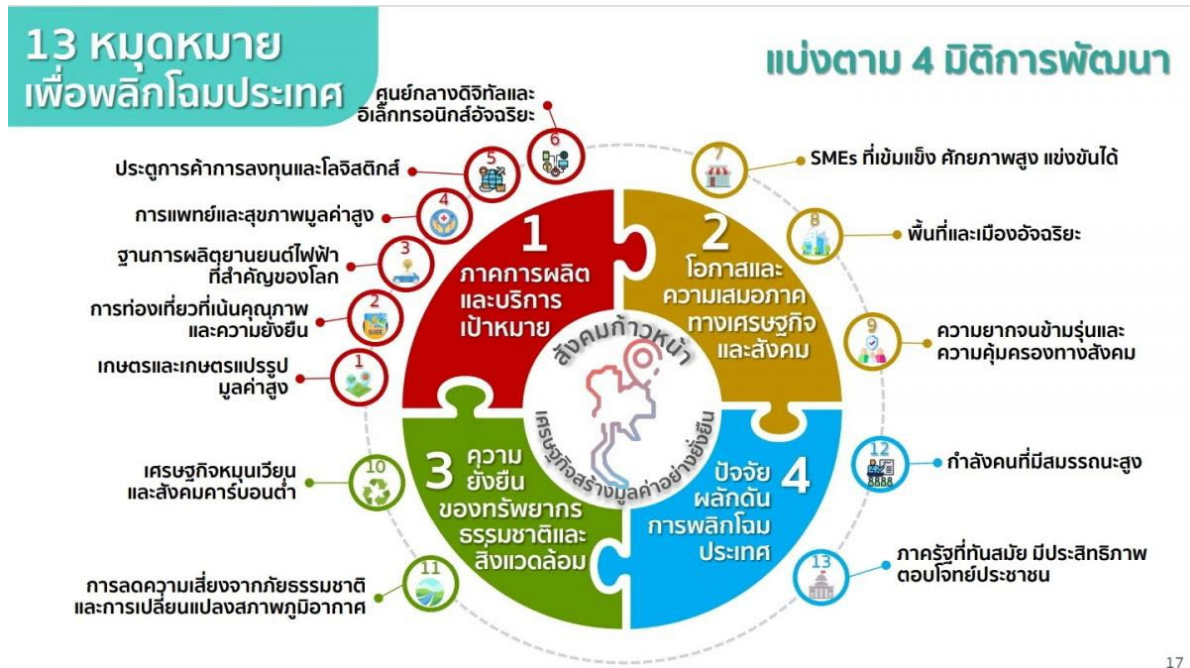 13 หมุดหมาย
เพื่อพลิกโฉมประเทศ
แบ่งตาม 4 มิติการพัฒนา
1
ภาคการผลิต
และบริการ
เป้าหมาย
6
ศูนย์กลางดิจิทัลและ
อิเล็กทรอนิกส์อัจฉริยะ
5
ประตูการค้าการลงทุนและโลจิสติกส์
4
การแพทย์และสุขภาพมูลค่าสูง
3
ฐานการผลิตยานยนต์ไฟฟ้า
ที่สำคัญของโลก
2
การท่องเที่ยวที่เน้นคุณภาพ
และความยั่งยืน
1
เกษตรและเกษตรแปรรูป
มูลค่าสูง
2
โอกาสและ
ความเสมอภาค
ทางเศรษฐกิจ
และสังคม
7
SMEs ที่เข้มแข็ง ศักยภาพสูง แข่งขันได้
8
พื้นที่และเมืองอัจฉริยะ
9
ความยากจนข้ามรุ่นและ
ความคุ้มครองทางสังคม
สังคมก้าวหน้า
เศรษฐกิจสร้างมูลค่าอย่างยั่งยืน
3 ความ
ยั่งยืน
ของทรัพยากร
ธรรมชาติและ
สิ่งแวดล้อม
10
เศรษฐกิจหมุนเวียน
และสังคมคาร์บอนต่ำ
11
การลดความเสี่ยงจากภัยธรรมชาติ
และการเปลี่ยนแปลงสภาพภูมิอากาศ
4
ปัจจัย
ผลักดัน
การพลิกโฉม
ประเทศ
12
กำลังคนที่มีสมรรถนะสูง
13
ภาครัฐที่ทันสมัย มีประสิทธิภาพ
ตอบโจทย์ประชาชน
17